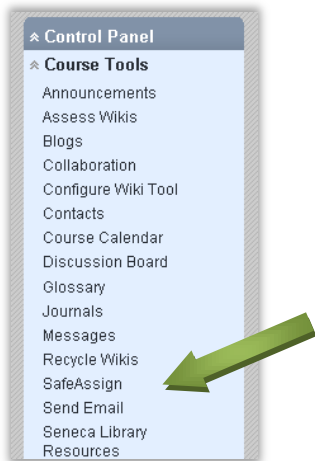 Control Panel
Course Tools
Announcements
Assess Wikis
Blogs
Collaboration
Configure Wiki Tool
Contacts
Course Calendar
Discussion Board
Glossary
Journals
Messages
Recycle Wikis
SafeAssign
Send Email
Seneca Library
Resources